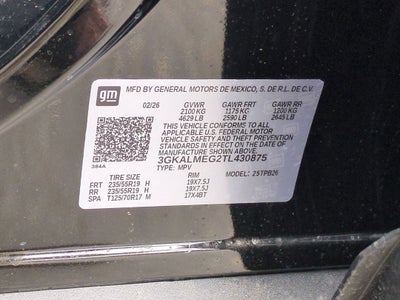 gm
MFD BY GENERAL MOTORS DE MEXICO, S. DE R.L. DE C.V.
02/26 GVWR GAWR FRT GAWR RR
2100 KG 1175 KG 1200 KG
4629 LB 2590 LB 2645 LB
THIS VEHICLE CONFORMS TO ALL
APPLICABLE U.S. FEDERAL MOTOR
VEHICLE SAFETY AND THEFT PREVENTION
STANDARDS IN EFFECT ON THE DATE OF
MANUFACTURE SHOWN ABOVE.
384A 3GKALMEG2TL430875
TYPE: MPV MODEL: 25TPB26
TIRE SIZE RIM
FRT 235/55R19 H 19X7.5J
RR 235/55R19 H 19X7.5J
SPA T125/70R17 M 17X4BT